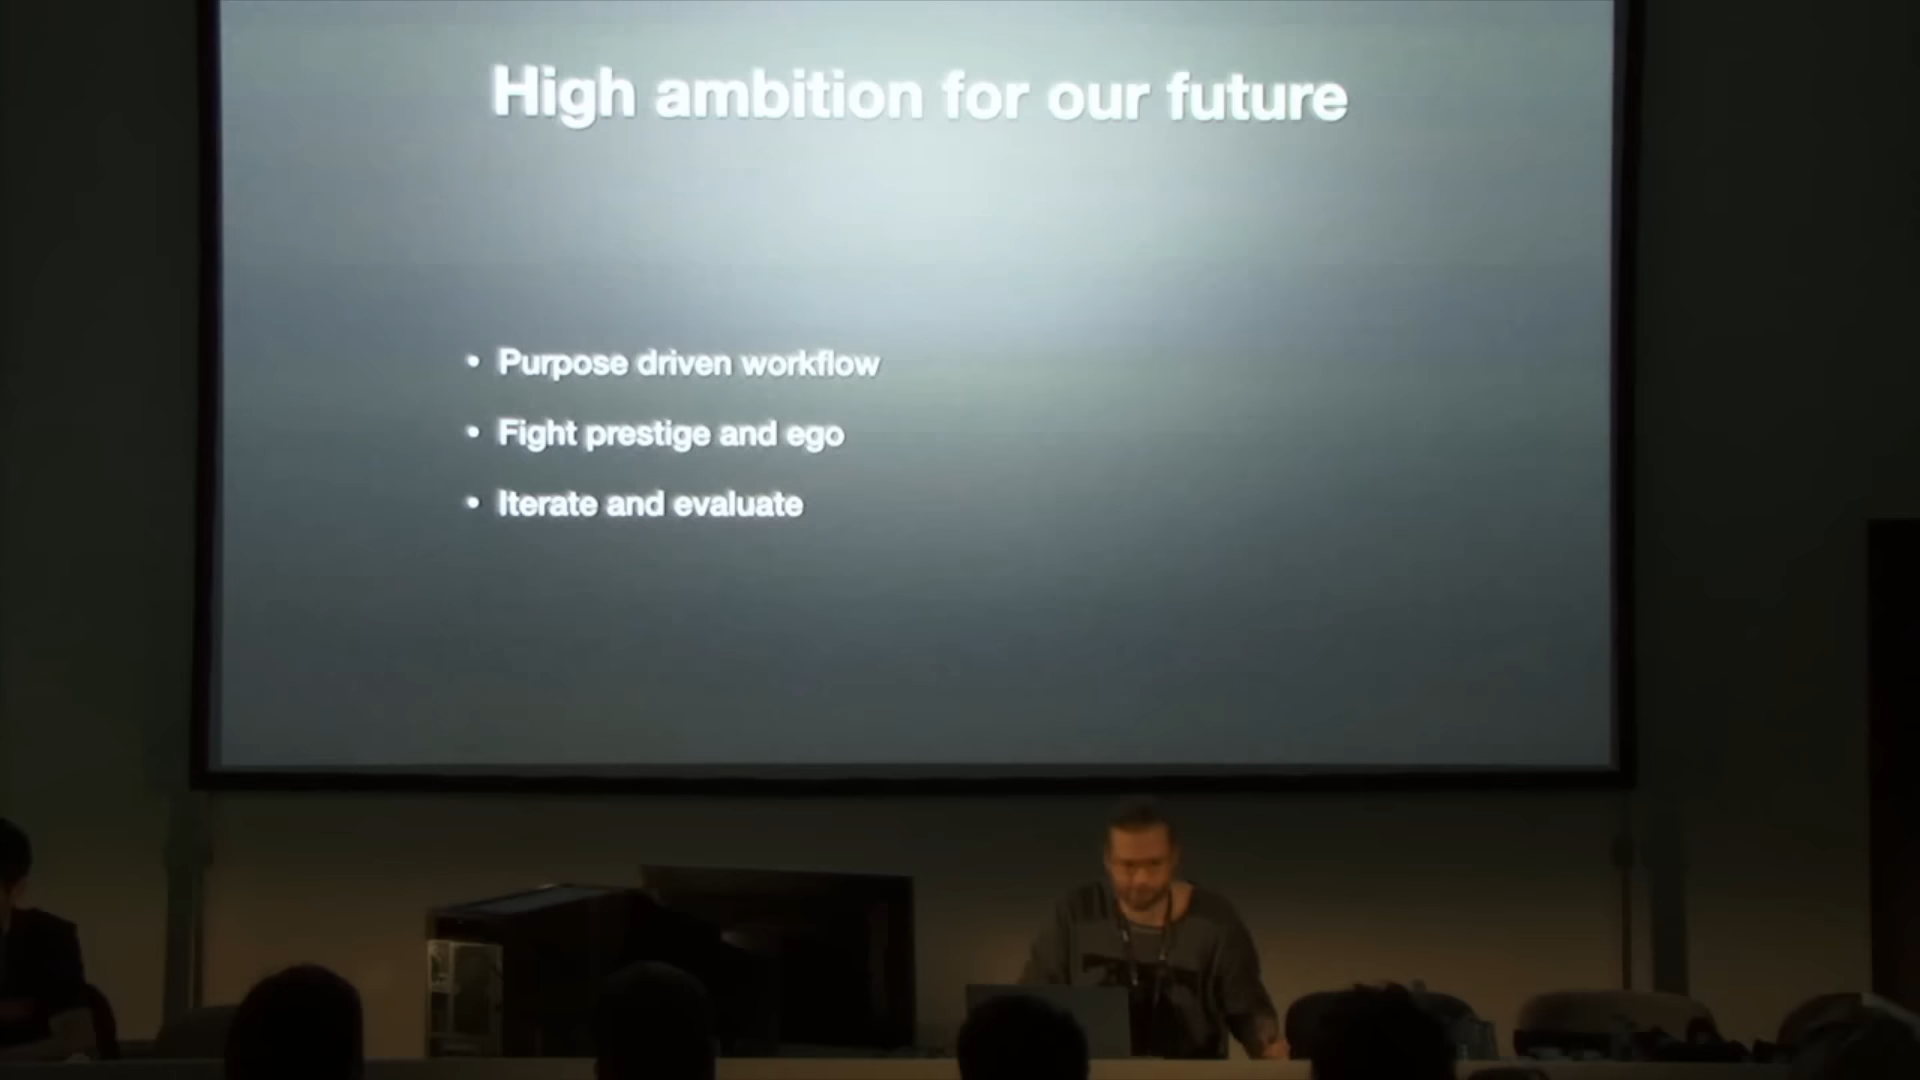 High ambition for our future
• Purpose driven workflow
• Fight prestige and ego
• Iterate and evaluate